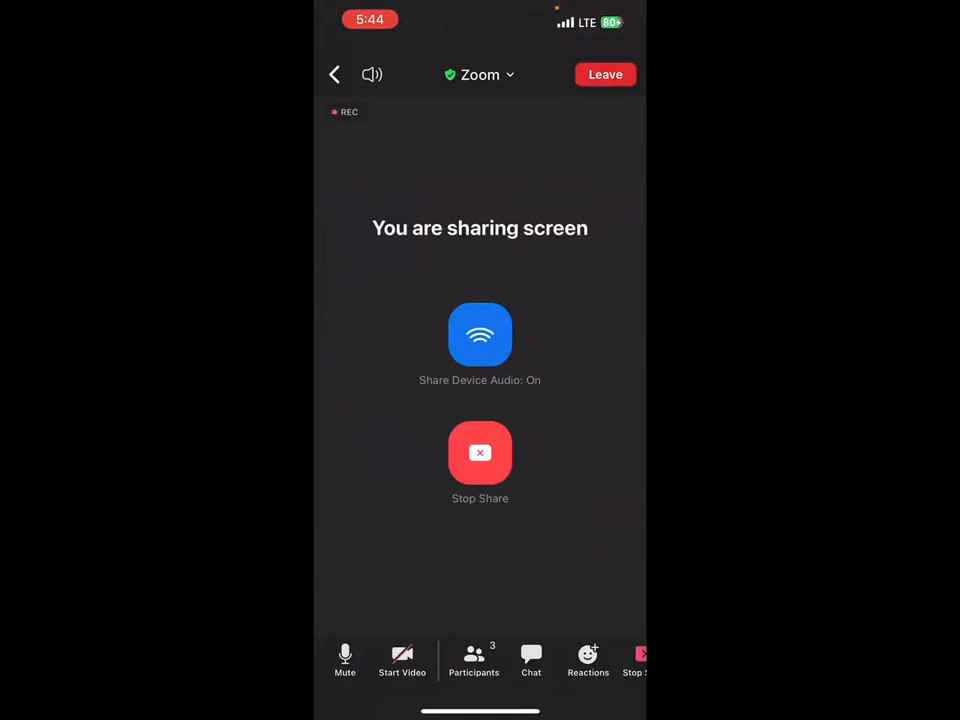 5:44
LTE 80
Zoom
Leave
REC
You are sharing screen
Share Device Audio: On
Stop Share
3
Mute
Start Video
Participants
Chat
Reactions
Stop S